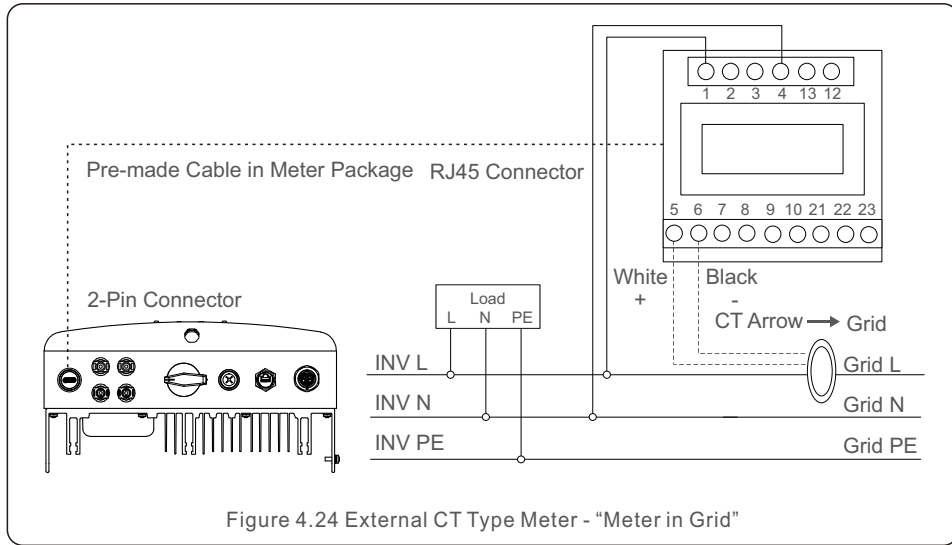 1 2 3 4 13 12
Pre-made Cable in Meter Package RJ45 Connector
5 6 7 8 9 10 21 22 23
White Black
+ -
2-Pin Connector
Load
L N PE
CT Arrow Grid
INV L Grid L
INV N Grid N
INV PE Grid PE
Figure 4.24 External CT Type Meter - “Meter in Grid”